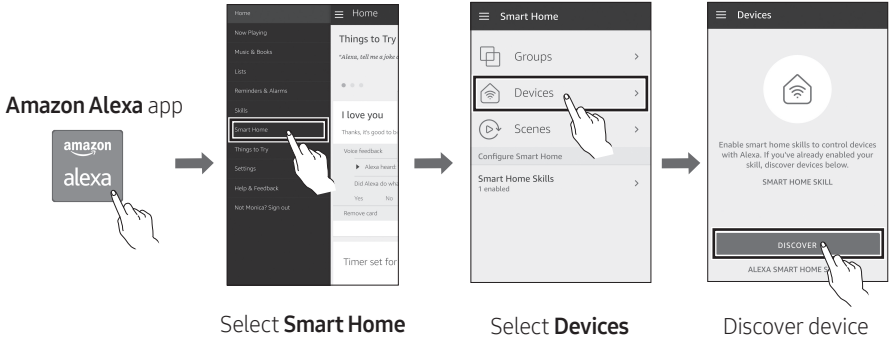 Amazon Alexa app
amazon
alexa
Home
Now Playing
Music & Books
Lists
Reminders & Alarms
Skills
Smart Home
Things to Try
Settings
Help & Feedback
Not Monica? Sign out
Home
Things to Try
"Alexa, tell me a joke
I love you
Thanks, it's good to
Voice feedback
Alexa heard:
Did Alexa do
Yes No
Remove card
Timer set for
Select Smart Home
Smart Home
Groups
Devices
Scenes
Configure Smart Home
Smart Home Skills
1 enabled
Select Devices
Devices
Enable smart home skills to control devices
with Alexa. If you've already enabled your
skill, discover devices below.
SMART HOME SKILL
DISCOVER
ALEXA SMART HOME
Discover device